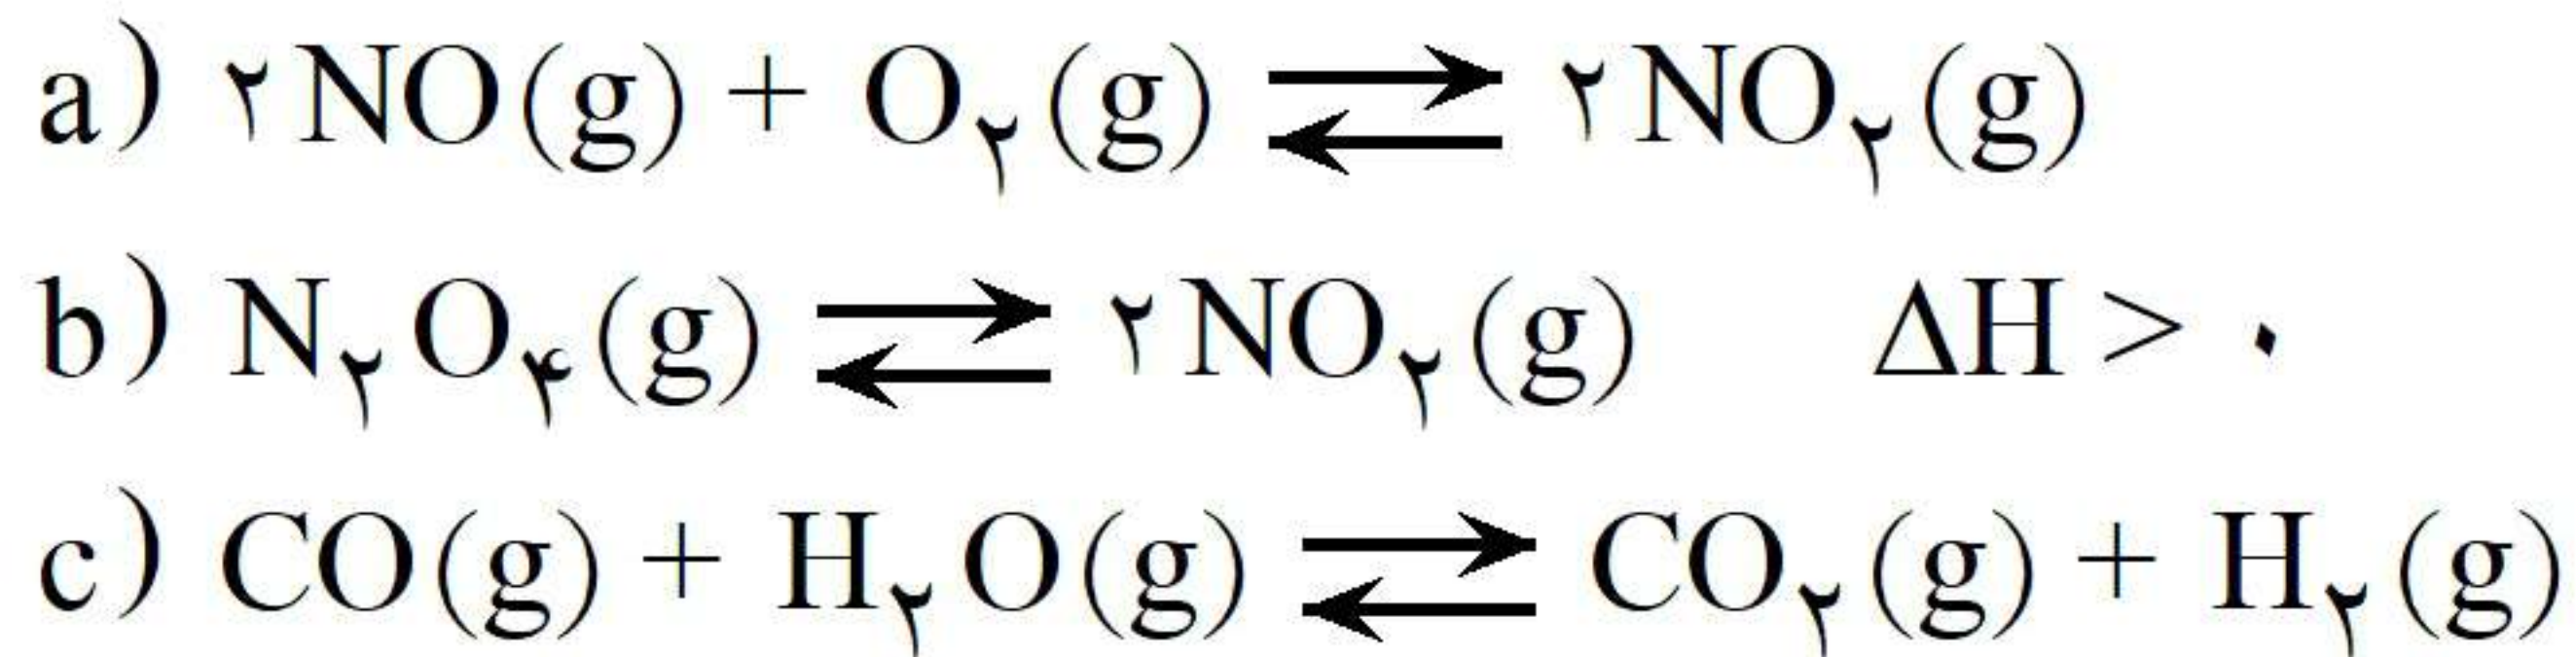 a) ۲NO(g) + O۲(g) ⇄ ۲NO۲(g)
b) N۲O۴(g) ⇄ ۲NO۲(g) ΔH > ۰
c) CO(g) + H۲O(g) ⇄ CO۲(g) + H۲(g)